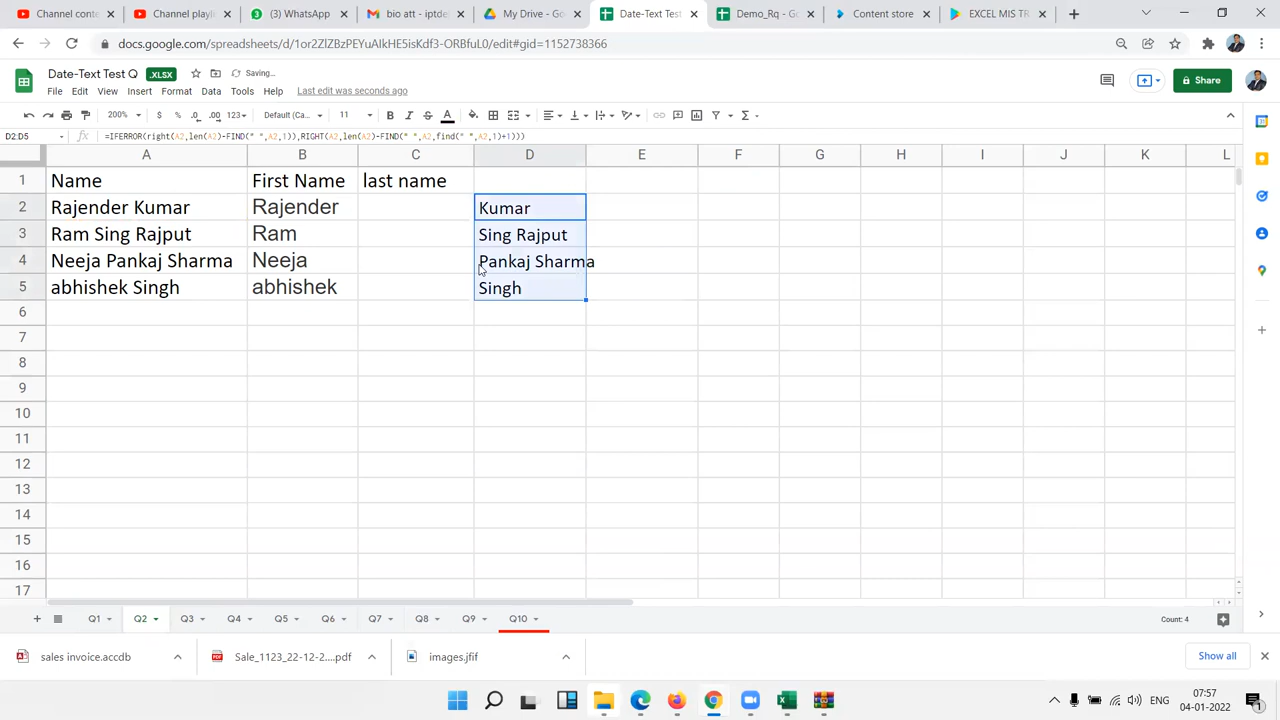 Content conte
Channel playli
(3) WhatsApp
bio att - iptde
My Drive - Go
Date-Text Test
Demo_Rq - Go
Content store
EXCEL MIS TR
docs.google.com/spreadsheets/d/1or2ZlZBzPEYuAIkHE5isKdf3-ORBfuL0/edit#gid=1152738366
Date-Text Test Q .XLSX Saving...
File Edit View Insert Format Data Tools Help Last edit was seconds ago
Share
200% $ % .0 .00 123 Default (Ca... 11 B I S A
D2:D5 fx =IFERROR(right(A2,len(A2)-FIND(" ",A2,1)),RIGHT(A2,len(A2)-FIND(" ",A2,find(" ",A2,1)+1)))
A B C D E F G H I J K L
1 Name First Name last name
2 Rajender Kumar Rajender Kumar
3 Ram Sing Rajput Ram Sing Rajput
4 Neeja Pankaj Sharma Neeja Pankaj Sharma
5 abhishek Singh abhishek Singh
6
7
8
9
10
11
12
13
14
15
16
17
Q1 Q2 Q3 Q4 Q5 Q6 Q7 Q8 Q9 Q10 Count: 4
sales invoice.accdb Sale_1123_22-12-2....pdf images.jfif Show all
ENG 07:57
04-01-2022